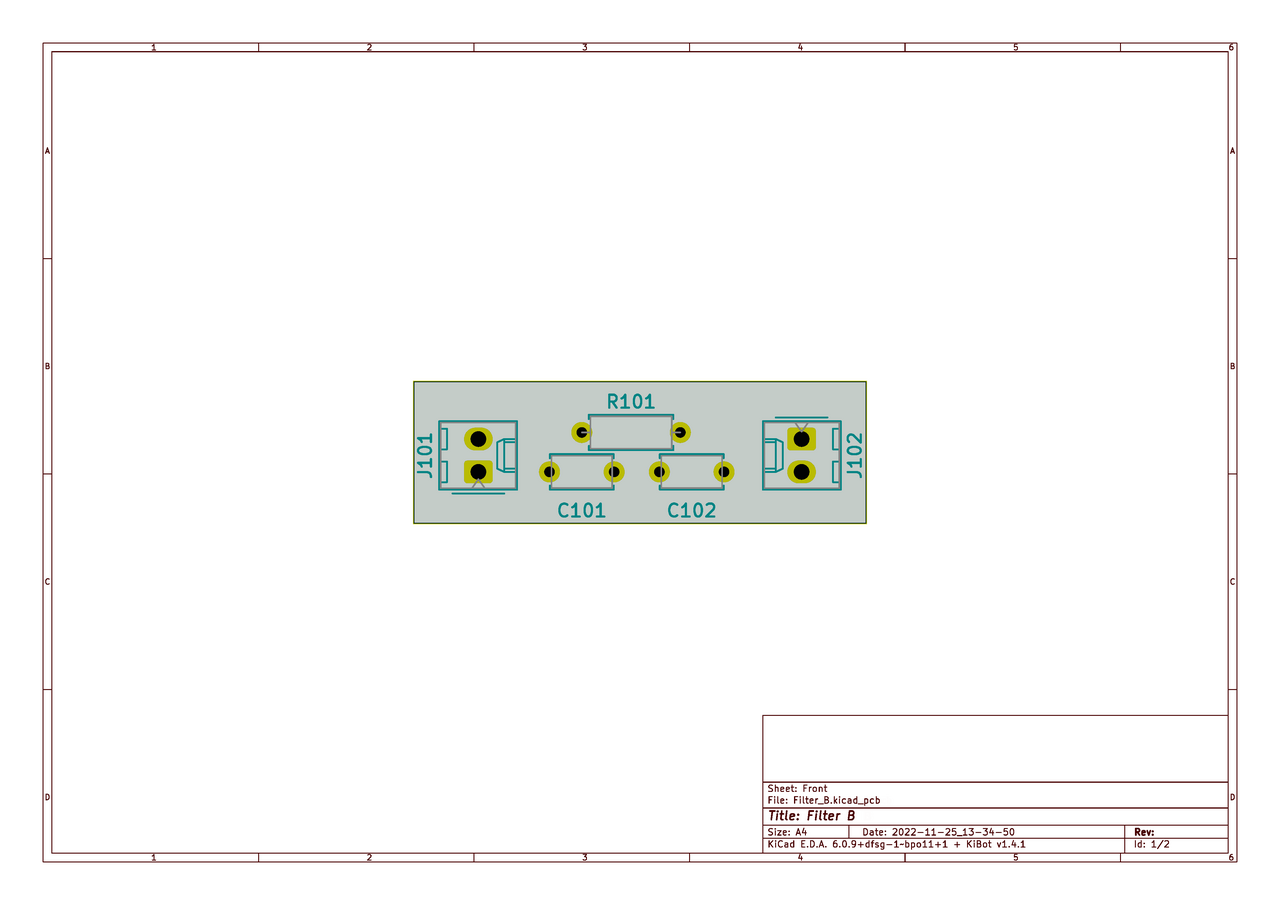 1 2 3 4 5 6
A A
R101
B B
J101 J102
C101 C102
C C
Sheet: Front
File: Filter_B.kicad_pcb
D D
Title: Filter B
Size: A4 Date: 2022-11-25_13-34-50 Rev:
KiCad E.D.A. 6.0.9+dfsg-1~bpo11+1 + KiBot v1.4.1 Id: 1/2
1 2 3 4 5 6